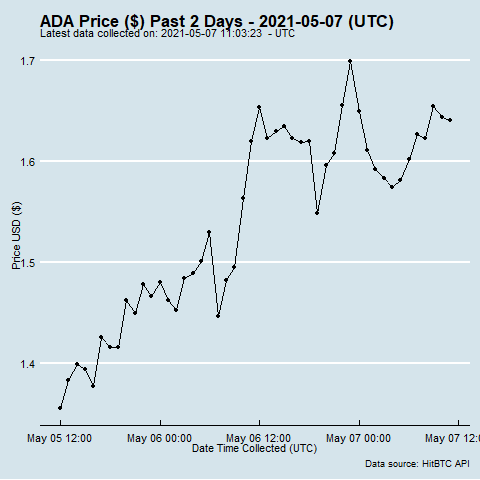 ADA Price ($) Past 2 Days - 2021-05-07 (UTC)
Latest data collected on: 2021-05-07 11:03:23  - UTC
1.7
1.6
1.5
1.4
Price USD ($)
May 05 12:00 May 06 00:00 May 06 12:00 May 07 00:00 May 07 12:
Date Time Collected (UTC)
Data source: HitBTC API